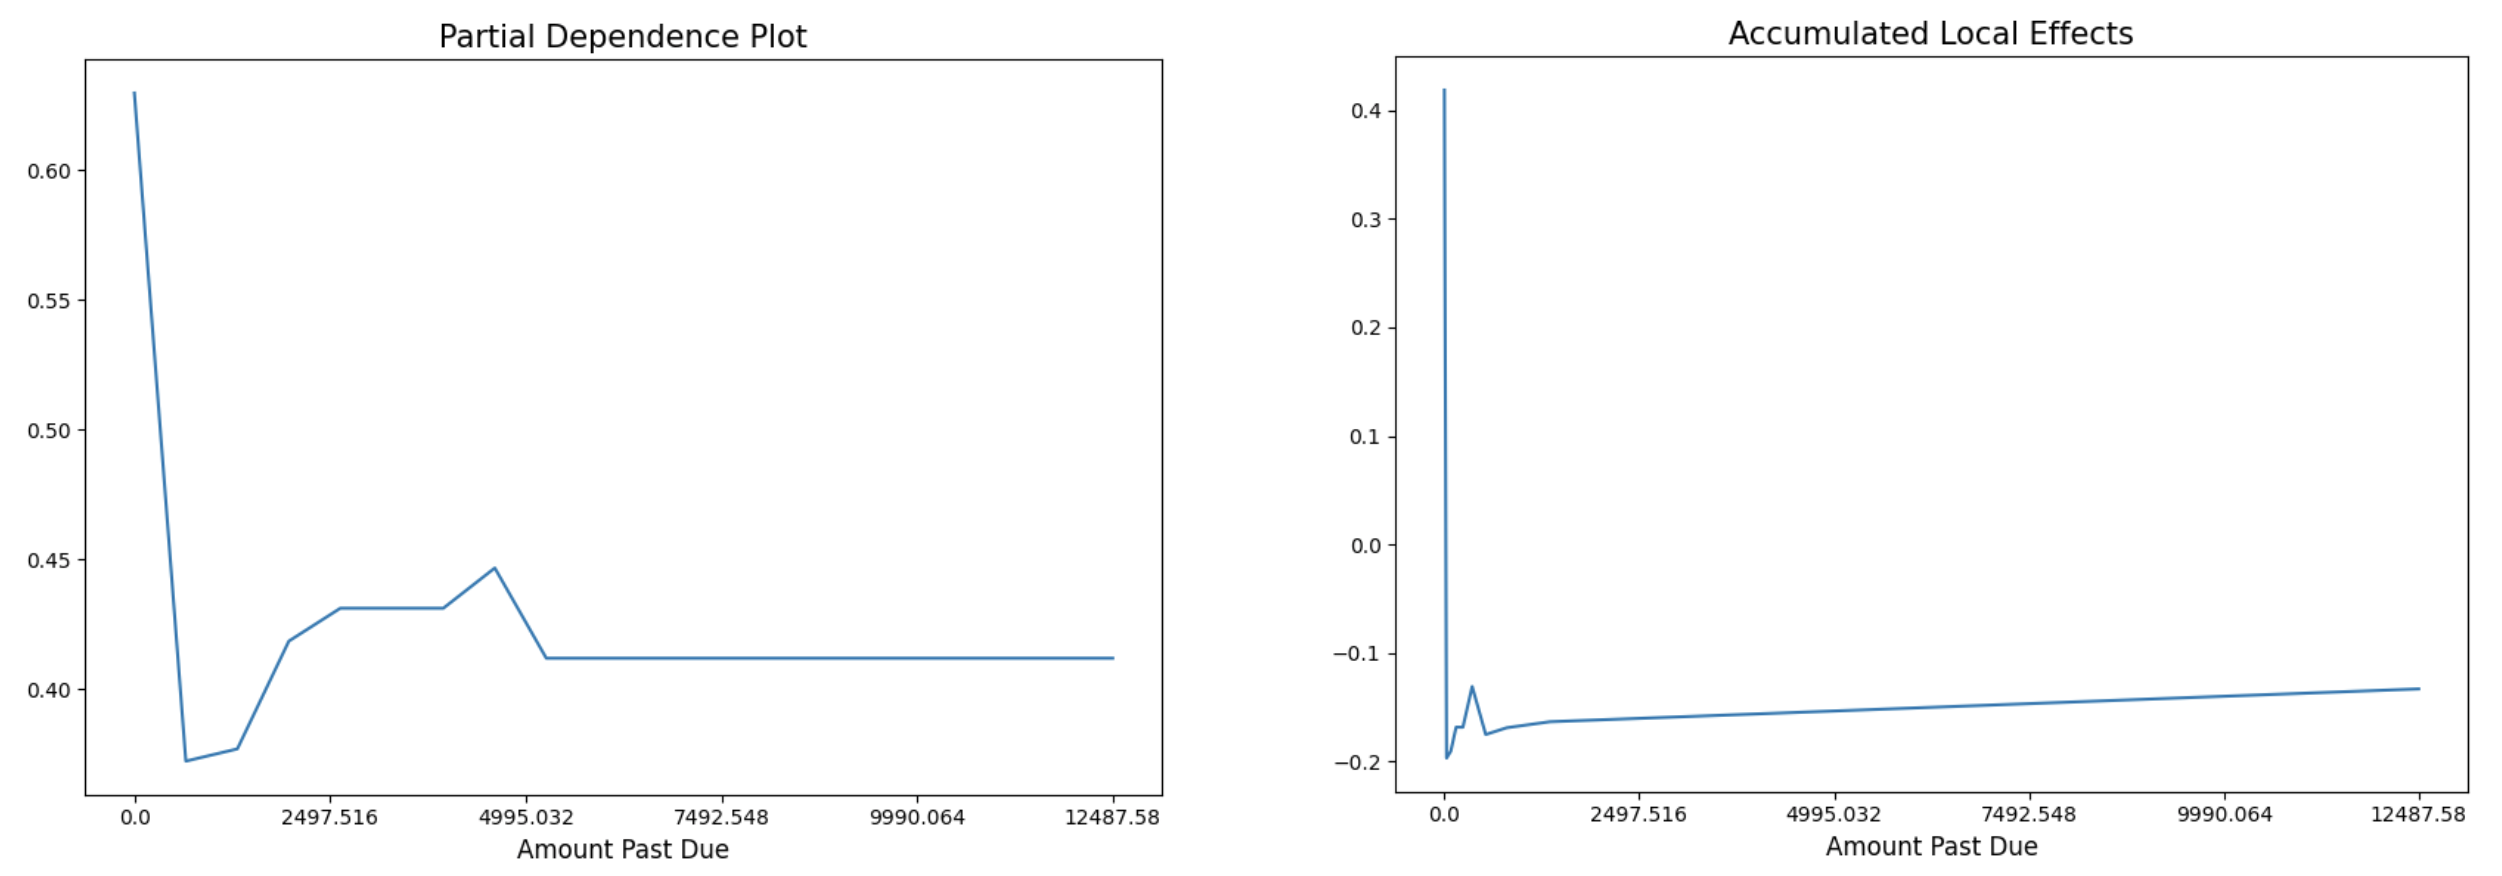 Partial Dependence Plot
0.60
0.55
0.50
0.45
0.40
0.0 2497.516 4995.032 7492.548 9990.064 12487.58
Amount Past Due
Accumulated Local Effects
0.4
0.3
0.2
0.1
0.0
−0.1
−0.2
0.0 2497.516 4995.032 7492.548 9990.064 12487.58
Amount Past Due